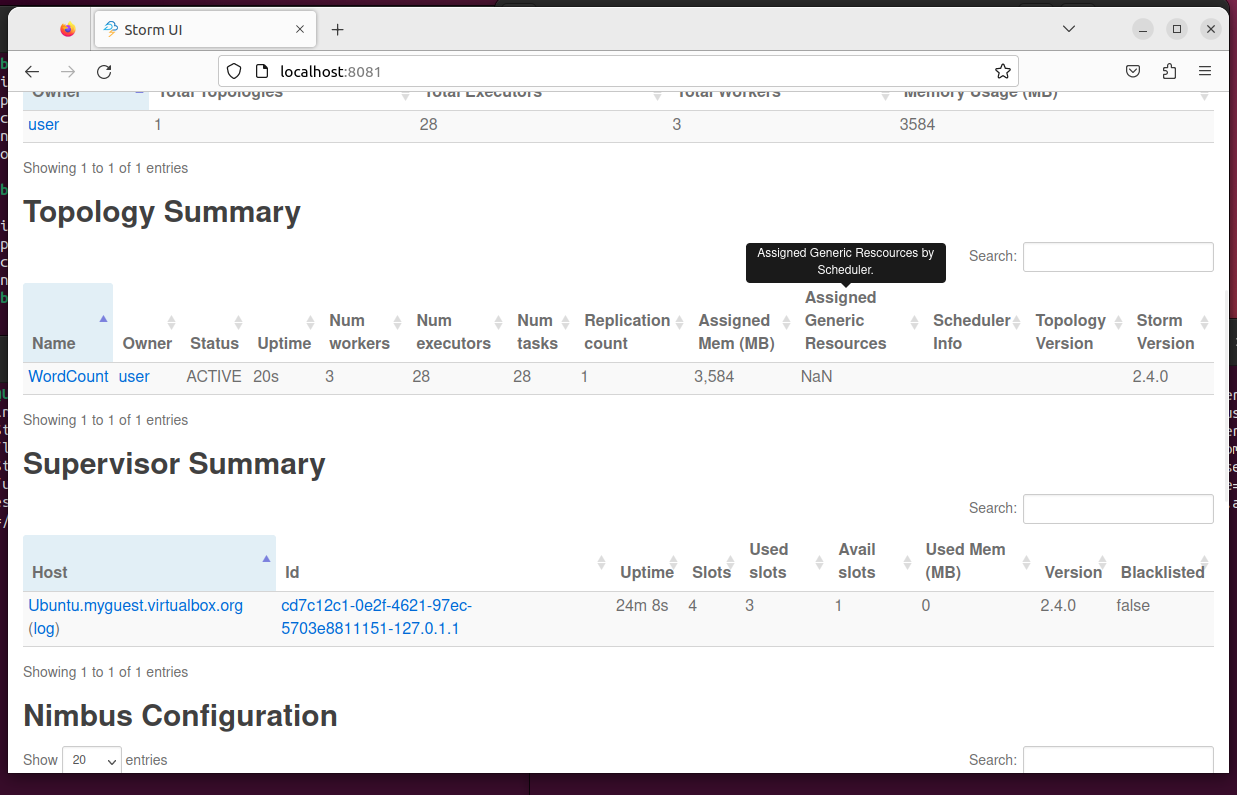 Storm UI
localhost:8081
Owner Total Topologies Total Executors Total Workers Memory Usage (MB)
user 1 28 3 3584
Showing 1 to 1 of 1 entries
Topology Summary
Assigned Generic Rescources by
Scheduler.
Search:
Name Owner Status Uptime Num workers Num executors Num tasks Replication count Assigned Mem (MB) Assigned Generic Resources Scheduler Info Topology Version Storm Version
WordCount user ACTIVE 20s 3 28 28 1 3,584 NaN 2.4.0
Showing 1 to 1 of 1 entries
Supervisor Summary
Search:
Host Id Uptime Slots Used slots Avail slots Used Mem (MB) Version Blacklisted
Ubuntu.myguest.virtualbox.org cd7c12c1-0e2f-4621-97ec- 24m 8s 4 3 1 0 2.4.0 false
(log) 5703e8811151-127.0.1.1
Showing 1 to 1 of 1 entries
Nimbus Configuration
Show 20 entries
Search: